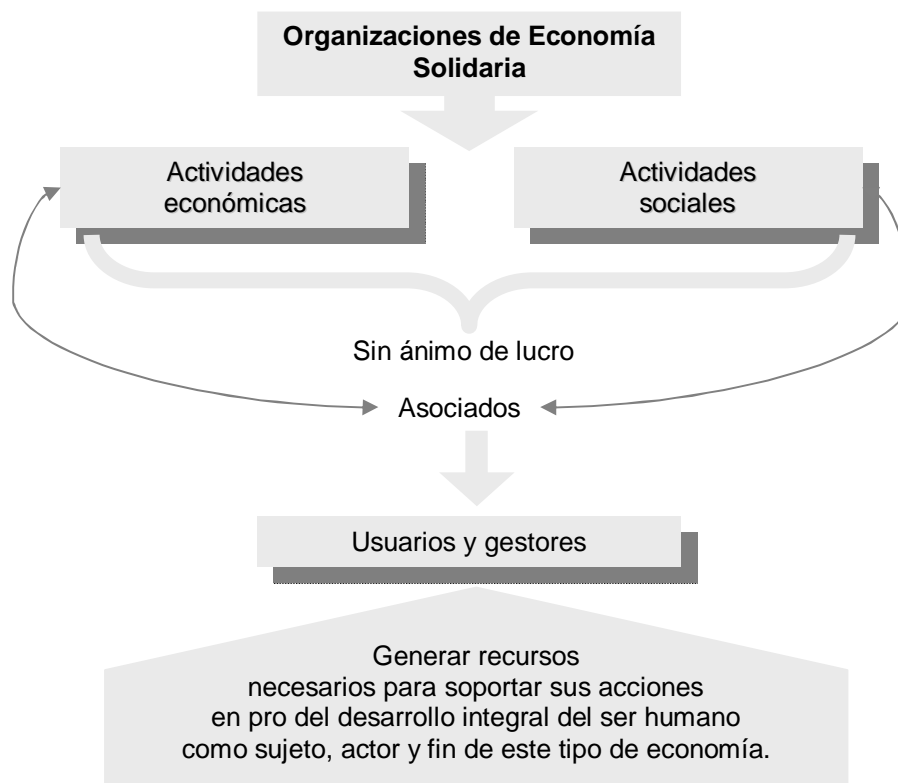 Organizaciones de Economía
Solidaria
Actividades
económicas
Actividades
sociales
Sin ánimo de lucro
Asociados
Usuarios y gestores
Generar recursos
necesarios para soportar sus acciones
en pro del desarrollo integral del ser humano
como sujeto, actor y fin de este tipo de economía.